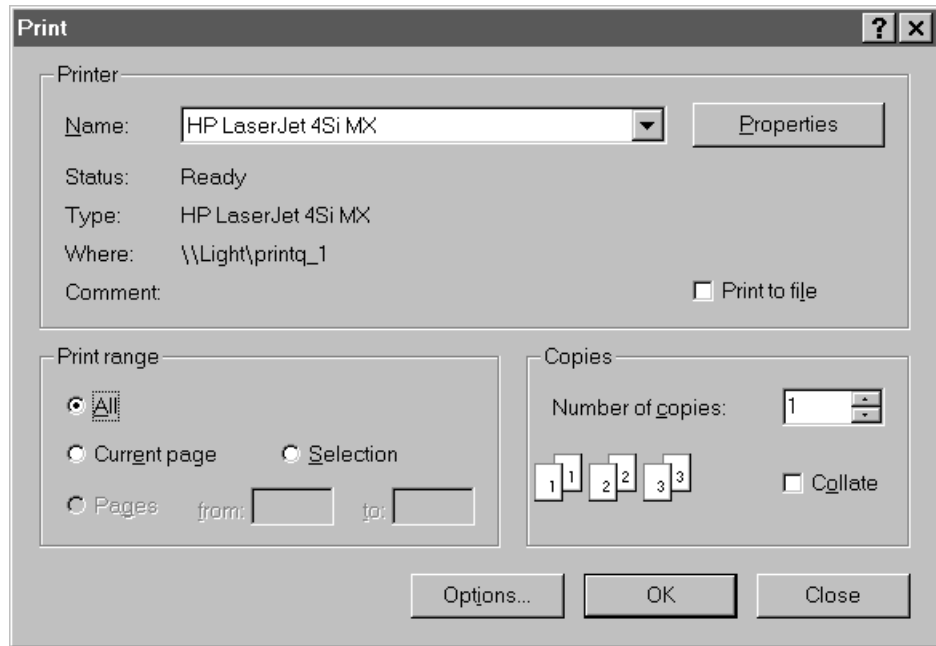 Print
Printer
Name: HP LaserJet 4Si MX Properties
Status: Ready
Type: HP LaserJet 4Si MX
Where: \\Light\printq_1
Comment: Print to file
Print range
All
Current page Selection
Pages from: to:
Copies
Number of copies: 1
1 1 2 2 3 3 Collate
Options... OK Close